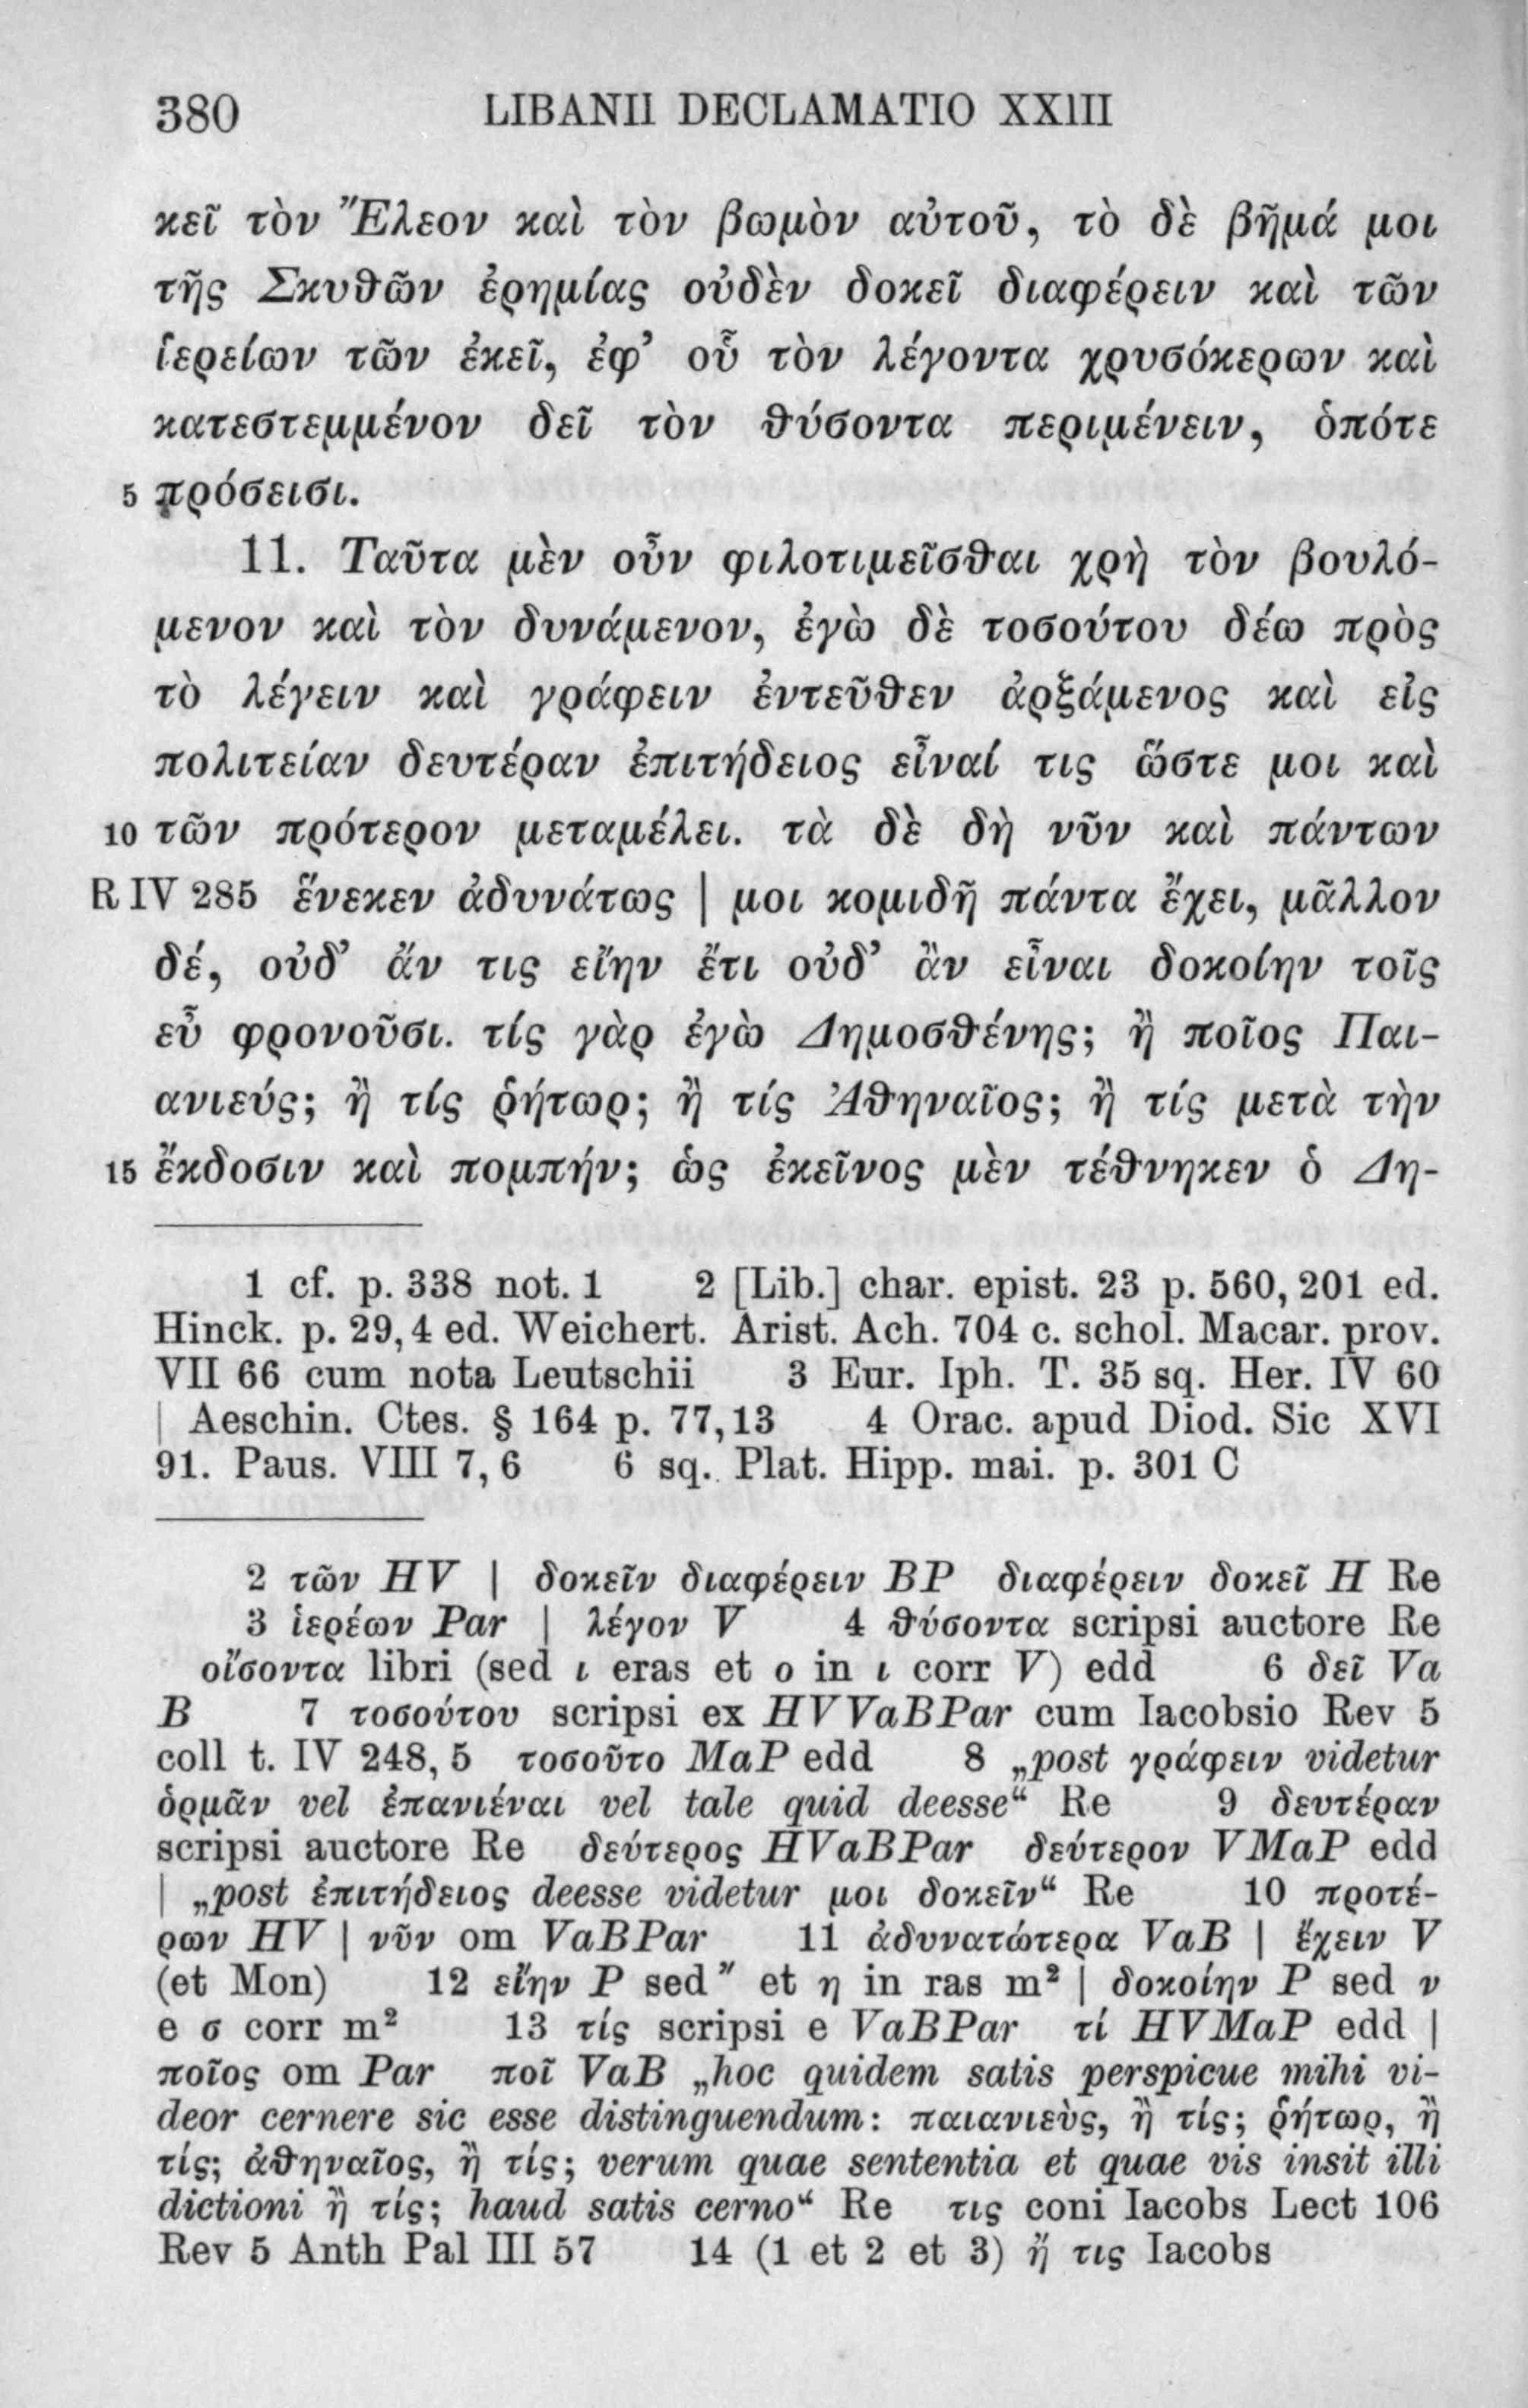 380 LIBANII DECLAMATIO XXIII
κεῖ τὸν Ἔλεον καὶ τὸν βωμὸν αὐτοῦ, τὸ δὲ βῆμά μοι
τῆς Σκυθῶν ἐρημίας οὐδὲν δοκεῖ διαφέρειν καὶ τῶν
ἱερείων τῶν ἐκεῖ, ἐφ’ οὗ τὸν λέγοντα χρυσόκερων καὶ
κατεστεμμένον δεῖ τὸν θύσοντα περιμένειν, ὁπότε
5 πρόσεισι.
11. Ταῦτα μὲν οὖν φιλοτιμεῖσθαι χρὴ τὸν βουλό-
μενον καὶ τὸν δυνάμενον, ἐγὼ δὲ τοσούτου δέω πρὸς
τὸ λέγειν καὶ γράφειν ἐντεῦθεν ἀρξάμενος καὶ εἰς
πολιτείαν δευτέραν ἐπιτήδειος εἶναί τις ὥστε μοι καὶ
10 τῶν πρότερον μεταμέλει. τὰ δὲ δὴ νῦν καὶ πάντων
R IV 285 ἕνεκεν ἀδυνάτως | μοι κομιδῇ πάντα ἔχει, μᾶλλον
δέ, οὐδ’ ἄν τις εἴην ἔτι οὐδ’ ἂν εἶναι δοκοίην τοῖς
εὖ φρονοῦσι. τίς γὰρ ἐγὼ Δημοσθένης; ἢ ποῖος Παι-
ανιεύς; ἢ τίς ῥήτωρ; ἢ τίς Ἀθηναῖος; ἢ τίς μετὰ τὴν
15 ἔκδοσιν καὶ πομπήν; ὡς ἐκεῖνος μὲν τέθνηκεν ὁ Δη-
1 cf. p. 338 not. 1 2 [Lib.] char. epist. 23 p. 560, 201 ed.
Hinck. p. 29, 4 ed. Weichert. Arist. Ach. 704 c. schol. Macar. prov.
VII 66 cum nota Leutschii 3 Eur. Iph. T. 35 sq. Her. IV 60
| Aeschin. Ctes. § 164 p. 77, 13 4 Orac. apud Diod. Sic XVI
91. Paus. VIII 7, 6 6 sq. Plat. Hipp. mai. p. 301 C
2 τῶν HV | δοκεῖν διαφέρειν BP διαφέρειν δοκεῖ H Re
3 ἱερέων Par | λέγον V 4 θύσοντα scripsi auctore Re
οἴσοντα libri (sed ι eras et ο in ι corr V) edd 6 δεῖ Va
B 7 τοσούτου scripsi ex HVVaBPar cum Iacobsio Rev 5
coll t. IV 248, 5 τοσοῦτο MaP edd 8 „post γράφειν videtur
ὁρμᾶν vel ἐπανιέναι vel tale quid deesse“ Re 9 δευτέραν
scripsi auctore Re δεύτερος HVaBPar δεύτερον VMaP edd
| „post ἐπιτήδειος deesse videtur μοι δοκεῖν“ Re 10 προτέ-
ρων HV | νῦν om VaBPar 11 ἀδυνατώτερα VaB | ἔχειν V
(et Mon) 12 εἴην P sed ῎ et η in ras m² | δοκοίην P sed ν
e σ corr m² 13 τίς scripsi e VaBPar τί HVMaP edd |
ποῖος om Par ποῖ VaB „hoc quidem satis perspicue mihi vi-
deor cernere sic esse distinguendum: παιανιεὺς, ἢ τίς; ῥήτωρ, ἢ
τίς; ἀθηναῖος, ἢ τίς; verum quae sententia et quae vis insit illi
dictioni ἢ τίς; haud satis cerno“ Re τις coni Iacobs Lect 106
Rev 5 Anth Pal III 57 14 (1 et 2 et 3) ἤ τις Iacobs